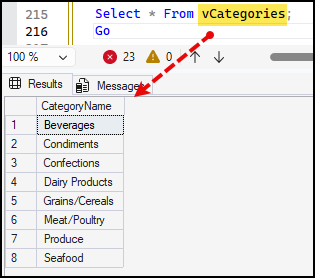 215 Select * From vCategories;
216 Go
100 % 23 0
Results Messages
CategoryName
1 Beverages
2 Condiments
3 Confections
4 Dairy Products
5 Grains/Cereals
6 Meat/Poultry
7 Produce
8 Seafood